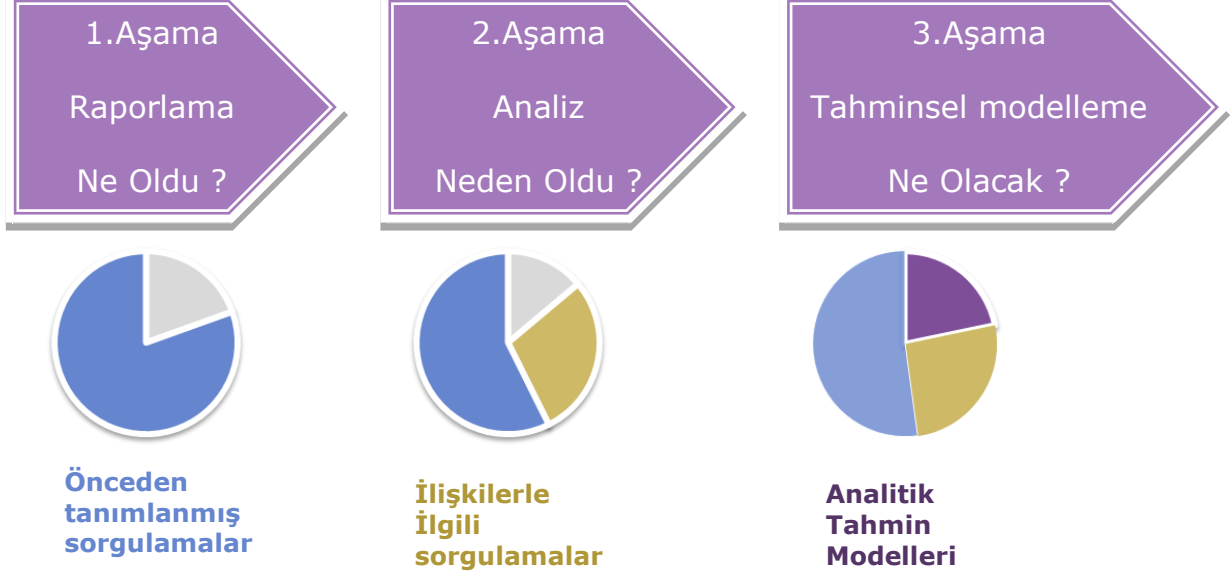 1.Aşama
Raporlama
Ne Oldu ?
2.Aşama
Analiz
Neden Oldu ?
3.Aşama
Tahminsel modelleme
Ne Olacak ?
Önceden
tanımlanmış
sorgulamalar
İlişkilerle
İlgili
sorgulamalar
Analitik
Tahmin
Modelleri